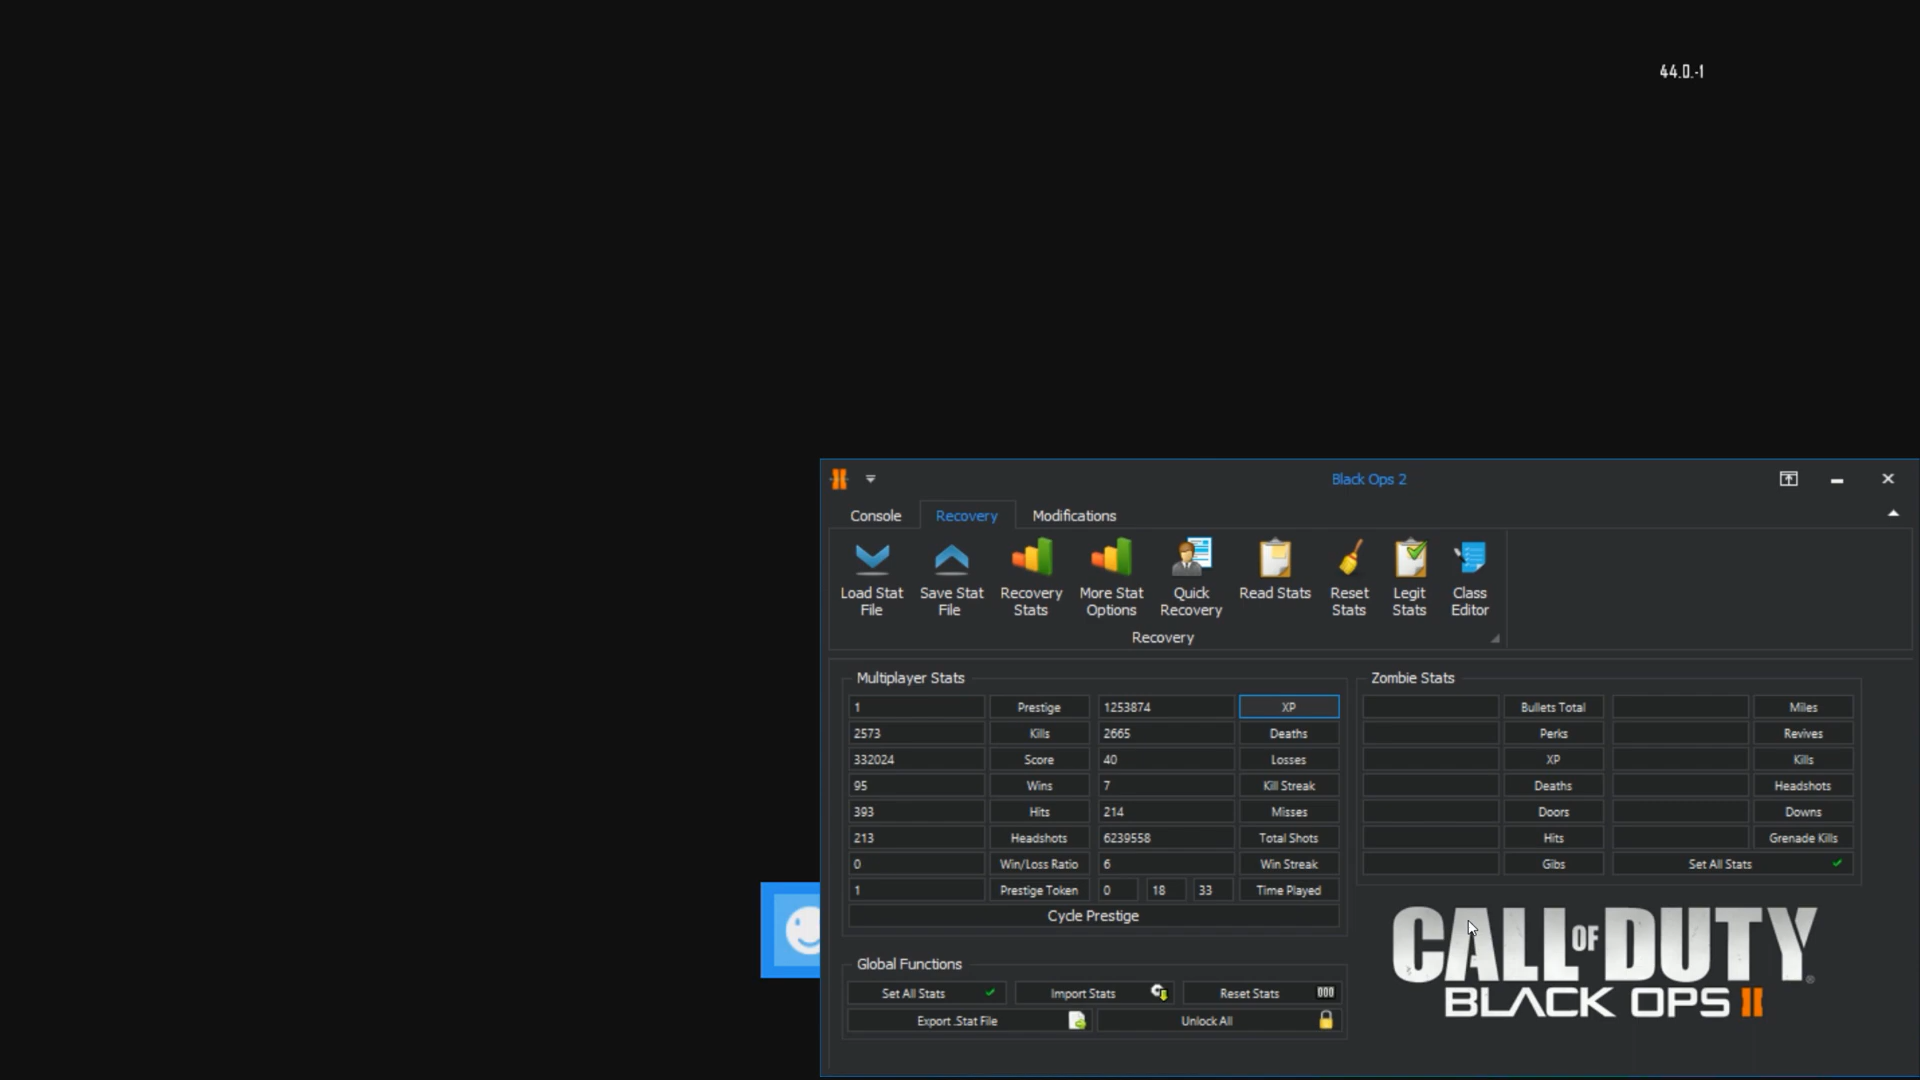 44.0.-1
Black Ops 2
Console Recovery Modifications
Load Stat File
Save Stat File
Recovery Stats
More Stat Options
Quick Recovery
Read Stats
Reset Stats
Legit Stats
Class Editor
Recovery
Multiplayer Stats
1 Prestige 1253874 XP
2573 Kills 2665 Deaths
332024 Score 40 Losses
95 Wins 7 Kill Streak
393 Hits 214 Misses
213 Headshots 6239558 Total Shots
0 Win/Loss Ratio 6 Win Streak
1 Prestige Token 0 18 33 Time Played
Cycle Prestige
Zombie Stats
Bullets Total Miles
Perks Revives
XP Kills
Deaths Headshots
Doors Downs
Hits Grenade Kills
Gibs Set All Stats
Global Functions
Set All Stats Import Stats Reset Stats
Export .Stat File Unlock All
CALL OF DUTY
BLACK OPS II